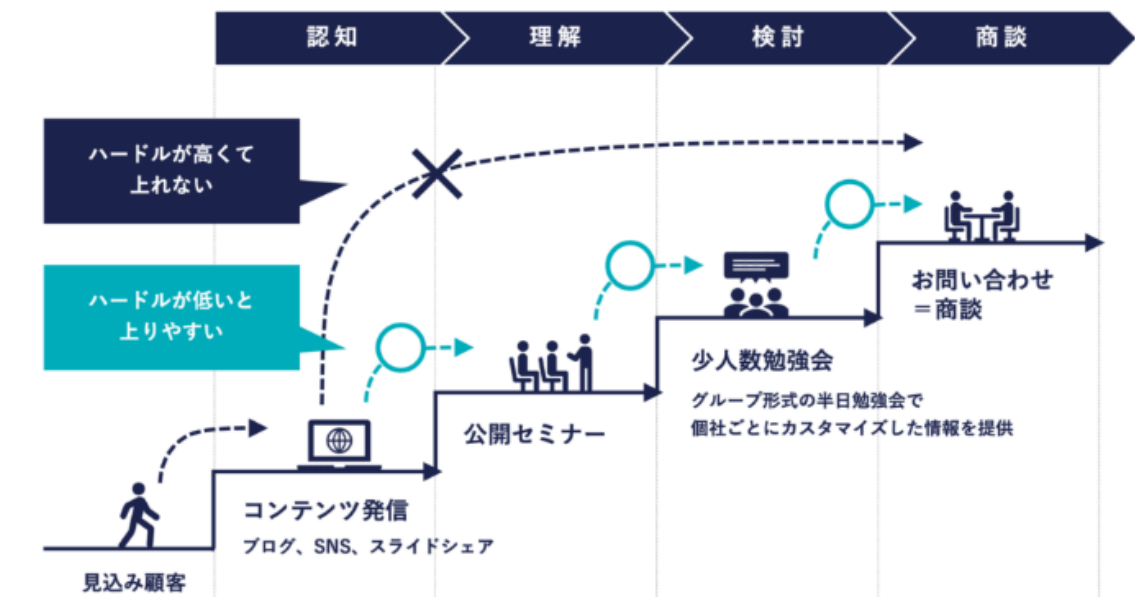 認知
理解
検討
商談
ハードルが高くて
上れない
ハードルが低いと
上りやすい
お問い合わせ
＝商談
少人数勉強会
グループ形式の半日勉強会で
個社ごとにカスタマイズした情報を提供
公開セミナー
コンテンツ発信
ブログ、SNS、スライドシェア
見込み顧客